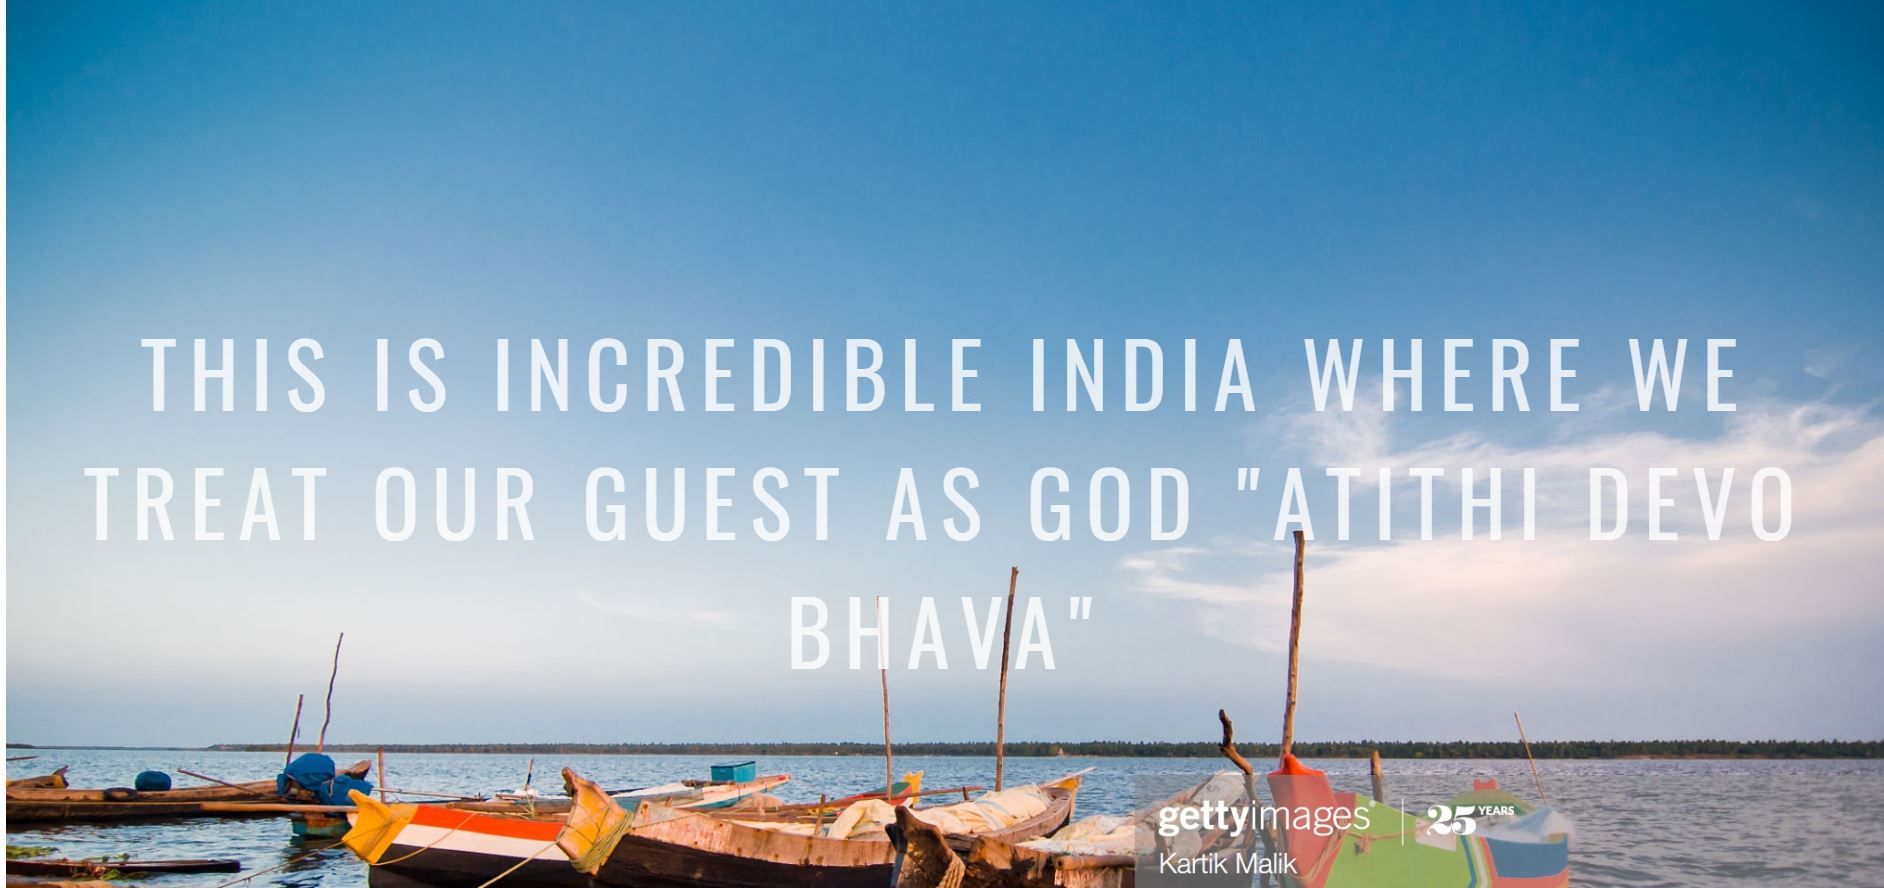 THIS IS INCREDIBLE INDIA WHERE WE
TREAT OUR GUEST AS GOD "ATITHI DEVO
BHAVA"
gettyimages®
25 YEARS
Kartik Malik